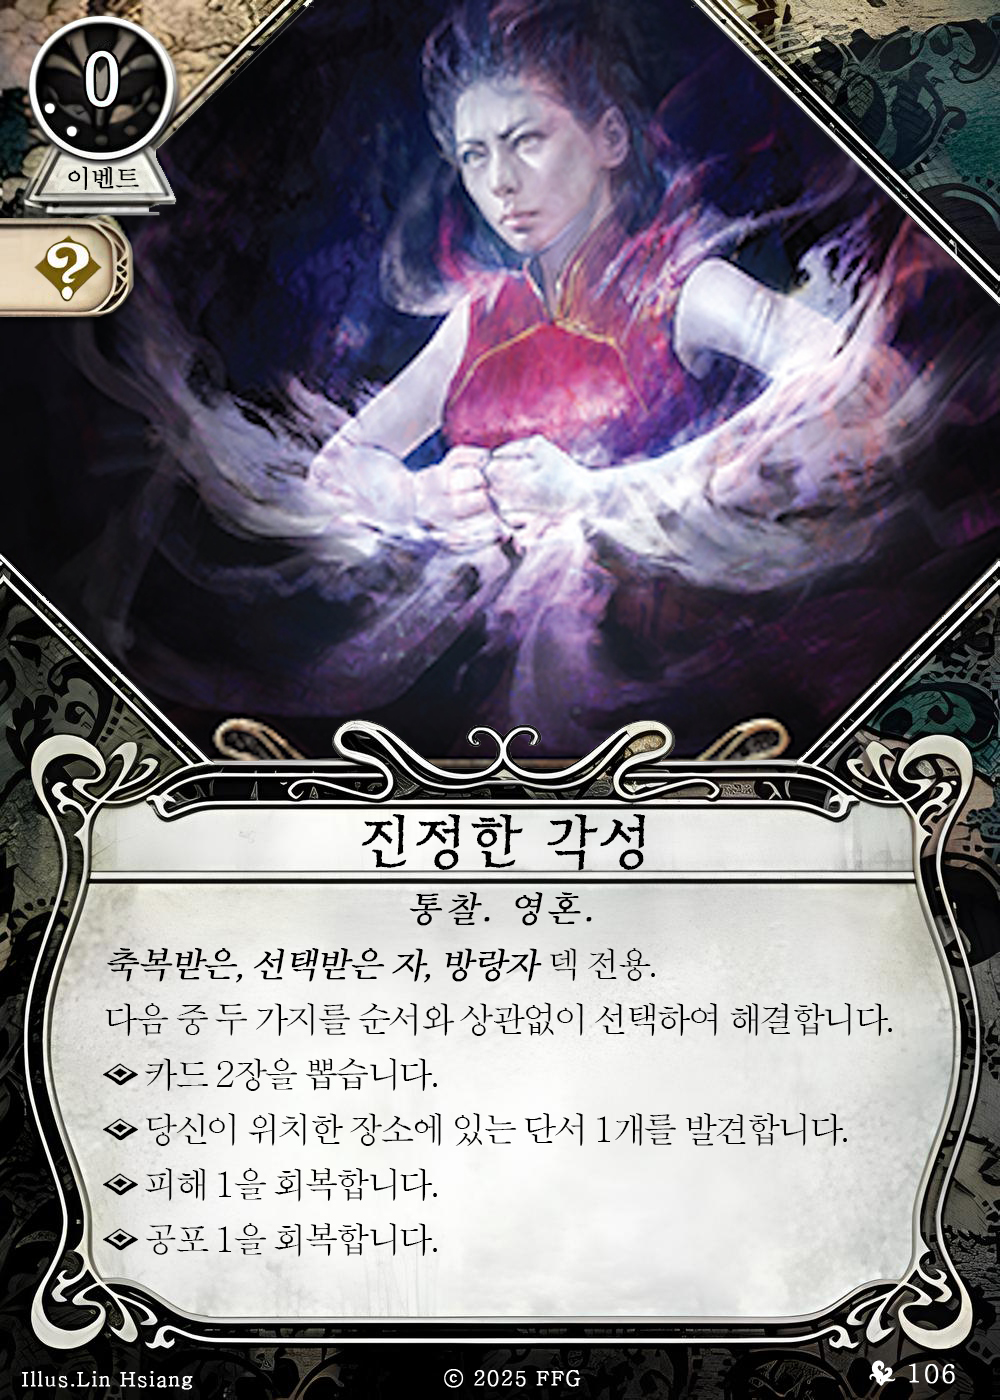 0
이벤트
?
진정한 각성
통찰. 영혼.
축복받은, 선택받은 자, 방랑자 덱 전용.
다음 중 두 가지를 순서와 상관없이 선택하여 해결합니다.
카드 2장을 뽑습니다.
당신이 위치한 장소에 있는 단서 1개를 발견합니다.
피해 1을 회복합니다.
공포 1을 회복합니다.
Illus.Lin Hsiang
© 2025 FFG
106